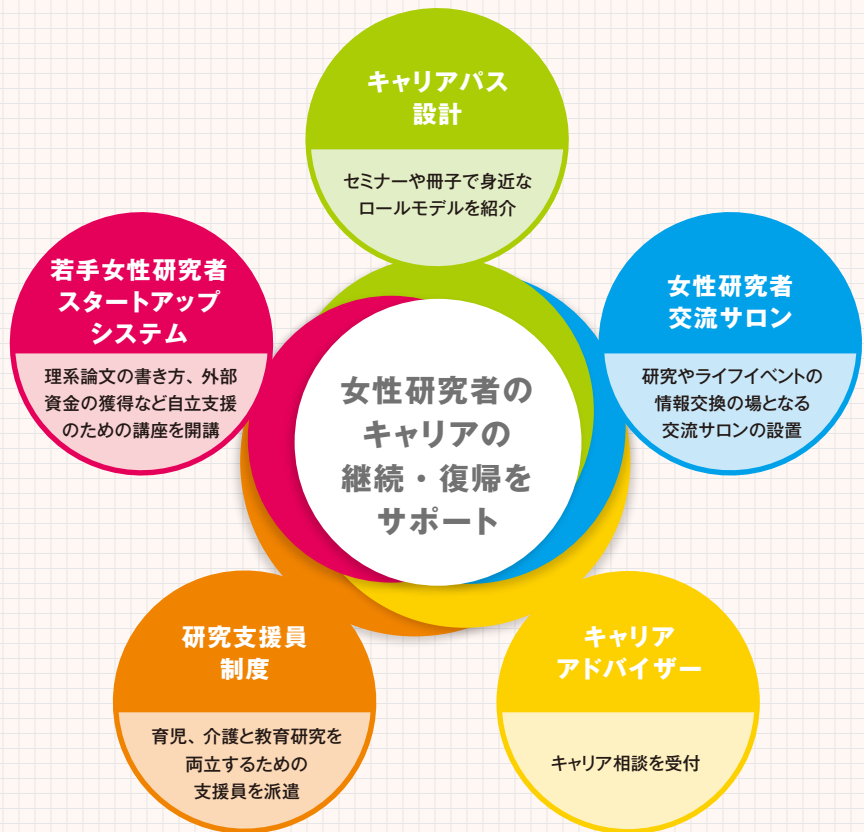 キャリアパス
設計
セミナーや冊子で身近な
ロールモデルを紹介
若手女性研究者
スタートアップ
システム
理系論文の書き方、外部
資金の獲得など自立支援
のための講座を開講
女性研究者
交流サロン
研究やライフイベントの
情報交換の場となる
交流サロンの設置
女性研究者の
キャリアの
継続・復帰を
サポート
研究支援員
制度
育児、介護と教育研究を
両立するための
支援員を派遣
キャリア
アドバイザー
キャリア相談を受付